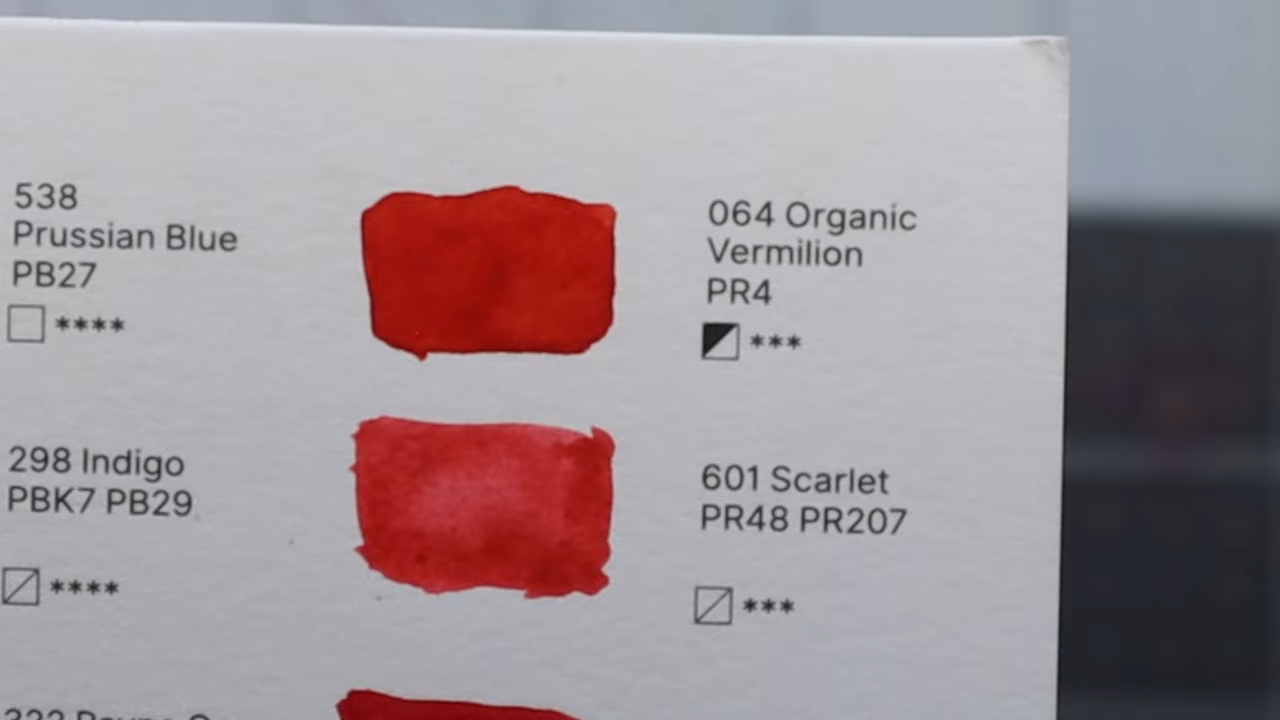 538
Prussian Blue
PB27
****
298 Indigo
PBK7 PB29
****
064 Organic
Vermilion
PR4
***
601 Scarlet
PR48 PR207
***